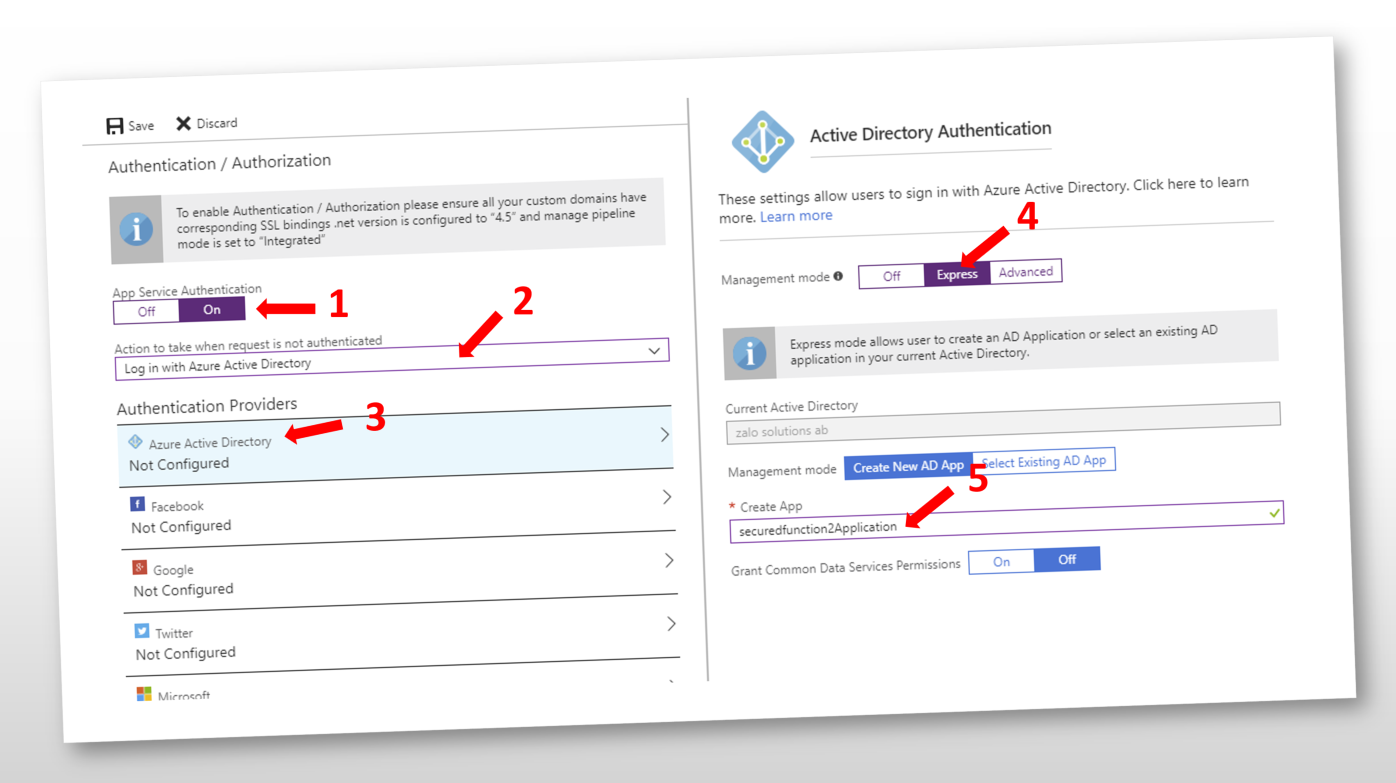 Save
Discard
Authentication / Authorization
To enable Authentication / Authorization please ensure all your custom domains have
corresponding SSL bindings .net version is configured to "4.5" and manage pipeline
mode is set to "Integrated"
App Service Authentication
Off On
1
2
Action to take when request is not authenticated
Log in with Azure Active Directory
Authentication Providers
3
Azure Active Directory
Not Configured
f Facebook
Not Configured
g+ Google
Not Configured
Twitter
Not Configured
Microsoft
Active Directory Authentication
These settings allow users to sign in with Azure Active Directory. Click here to learn
more. Learn more
4
Management mode Off Express Advanced
Express mode allows user to create an AD Application or select an existing AD
application in your current Active Directory.
Current Active Directory
zalo solutions ab
Management mode Create New AD App Select Existing AD App
5
* Create App
securedfunction2Application
Grant Common Data Services Permissions On Off